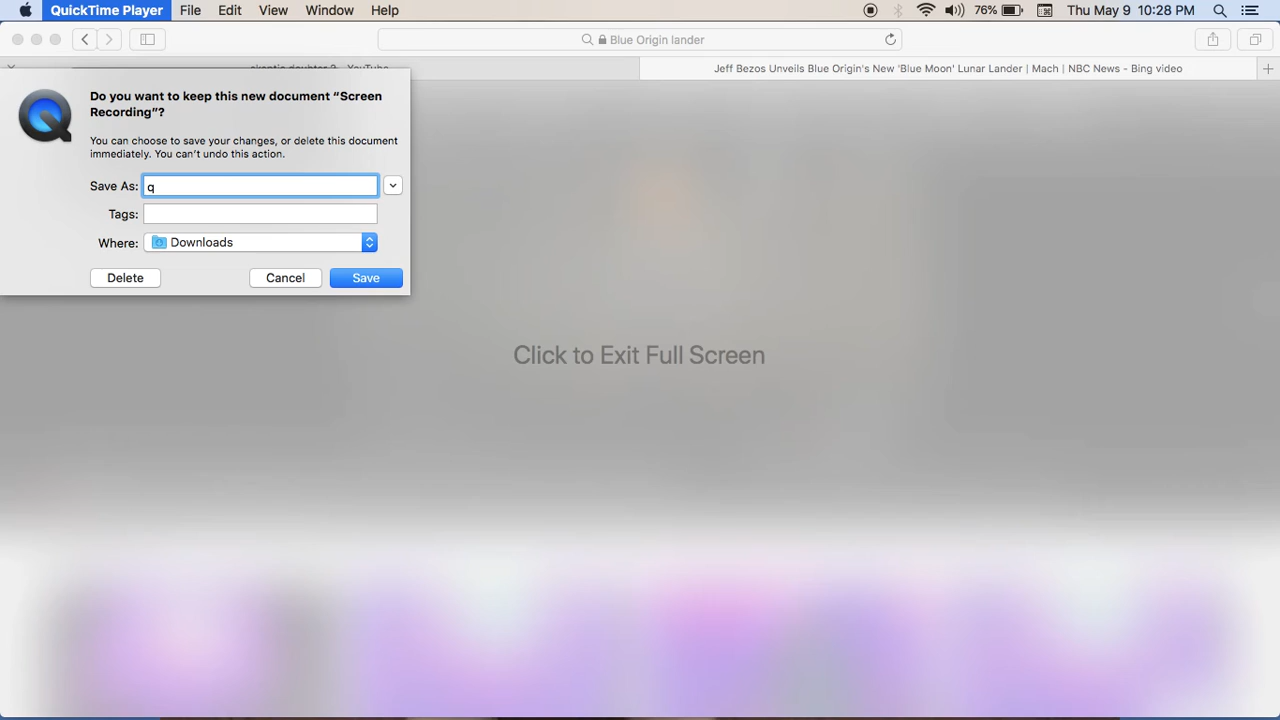 QuickTime Player File Edit View Window Help 76% Thu May 9 10:28 PM
Blue Origin lander
YouTube
Jeff Bezos Unveils Blue Origin's New 'Blue Moon' Lunar Lander | Mach | NBC News - Bing video
Do you want to keep this new document “Screen
Recording”?
You can choose to save your changes, or delete this document
immediately. You can’t undo this action.
Save As: q
Tags:
Where: Downloads
Delete Cancel Save
Click to Exit Full Screen